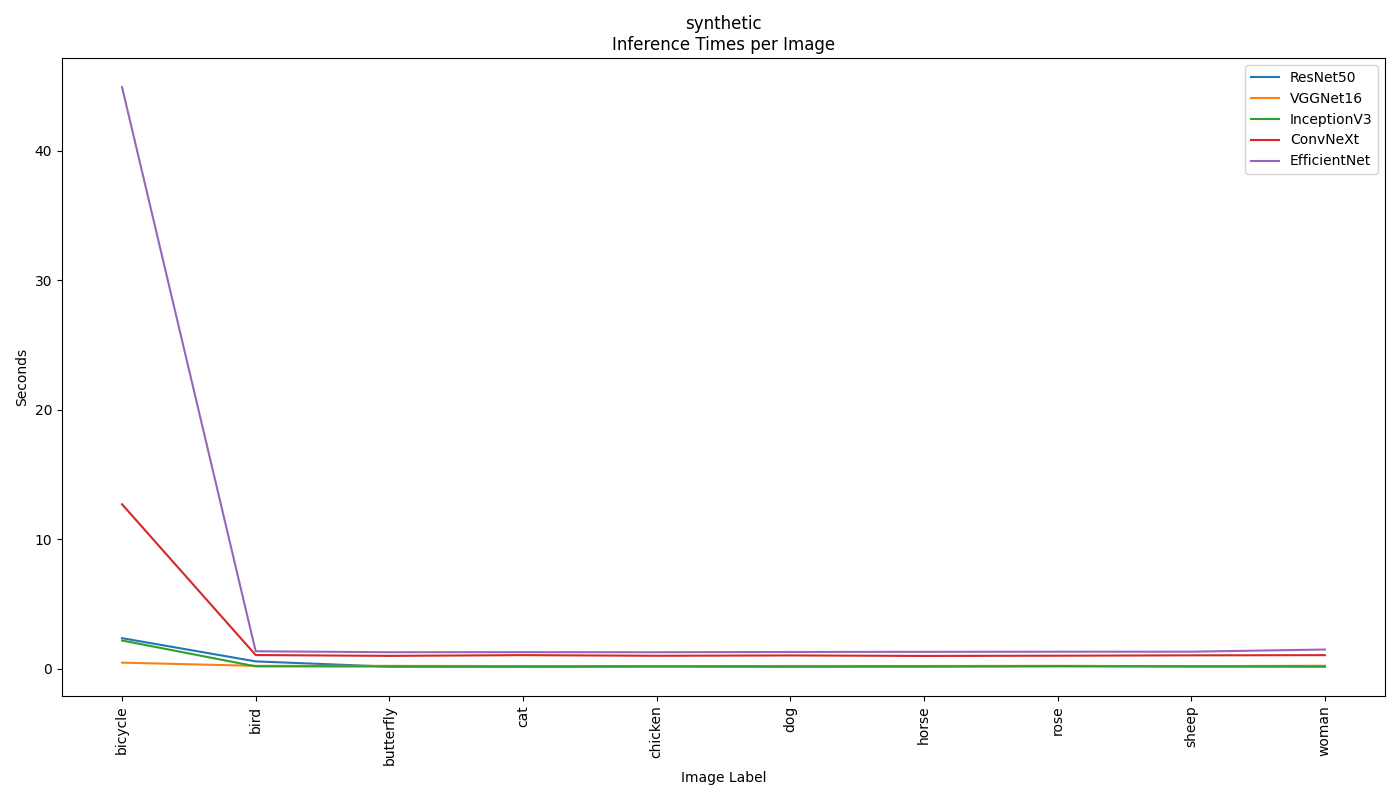 synthetic
Inference Times per Image
ResNet50
VGGNet16
InceptionV3
ConvNeXt
EfficientNet
Seconds
40
30
20
10
0
bicycle
bird
butterfly
cat
chicken
dog
horse
rose
sheep
woman
Image Label